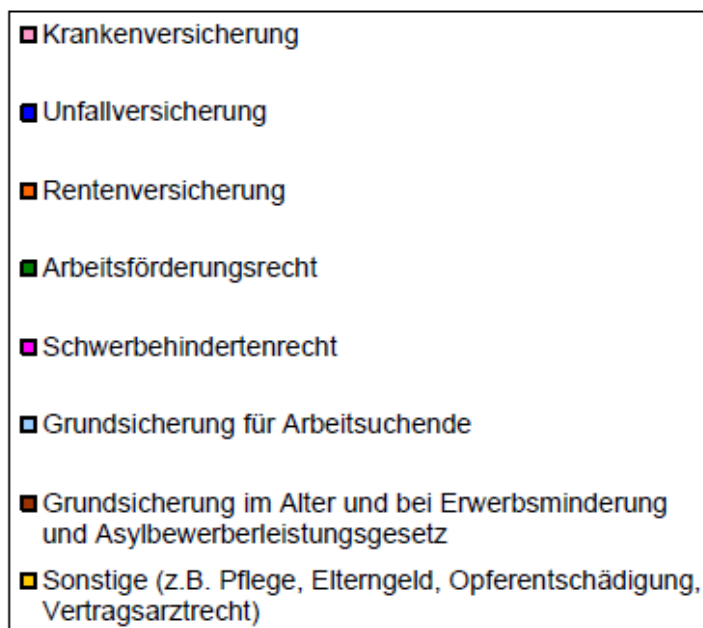 Krankenversicherung
Unfallversicherung
Rentenversicherung
Arbeitsförderungsrecht
Schwerbehindertenrecht
Grundsicherung für Arbeitsuchende
Grundsicherung im Alter und bei Erwerbsminderung
und Asylbewerberleistungsgesetz
Sonstige (z.B. Pflege, Elterngeld, Opferentschädigung,
Vertragsarztrecht)